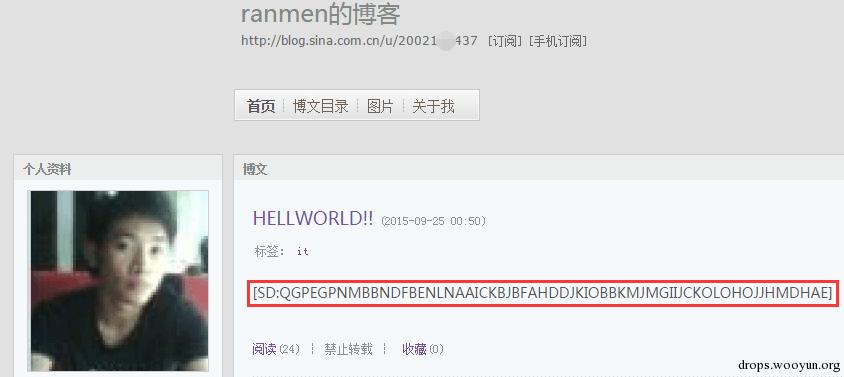 ranmen的博客
http://blog.sina.com.cn/u/20021 437 [订阅] [手机订阅]
首页 博文目录 图片 关于我
个人资料
博文
HELLWORLD!! (2015-09-25 00:50)
标签: it
[SD:QGPEGPNMBBNDFBENLNAAICKBJBFAHDDJKIOBBKMJMGIIJCKOLOHOJJHMDHAE]
阅读(24) ┆ 禁止转载 ┆ 收藏(0)
drops.wooyun.org